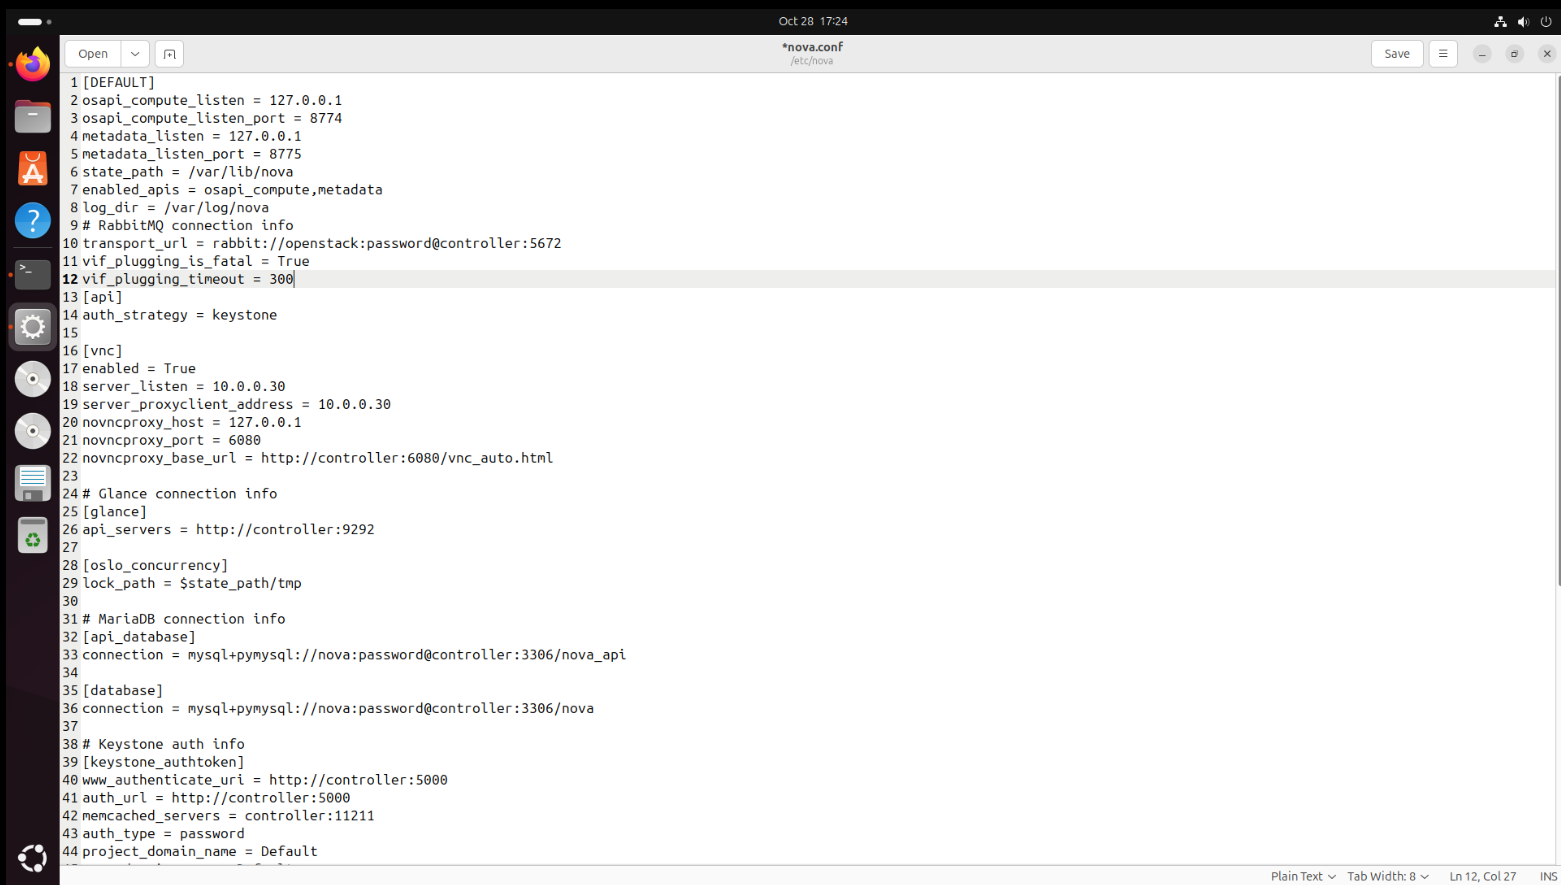 Oct 28 17:24
Open
*nova.conf
/etc/nova
Save
1 [DEFAULT]
2 osapi_compute_listen = 127.0.0.1
3 osapi_compute_listen_port = 8774
4 metadata_listen = 127.0.0.1
5 metadata_listen_port = 8775
6 state_path = /var/lib/nova
7 enabled_apis = osapi_compute,metadata
8 log_dir = /var/log/nova
9 # RabbitMQ connection info
10 transport_url = rabbit://openstack:password@controller:5672
11 vif_plugging_is_fatal = True
12 vif_plugging_timeout = 300
13 [api]
14 auth_strategy = keystone
15
16 [vnc]
17 enabled = True
18 server_listen = 10.0.0.30
19 server_proxyclient_address = 10.0.0.30
20 novncproxy_host = 127.0.0.1
21 novncproxy_port = 6080
22 novncproxy_base_url = http://controller:6080/vnc_auto.html
23
24 # Glance connection info
25 [glance]
26 api_servers = http://controller:9292
27
28 [oslo_concurrency]
29 lock_path = $state_path/tmp
30
31 # MariaDB connection info
32 [api_database]
33 connection = mysql+pymysql://nova:password@controller:3306/nova_api
34
35 [database]
36 connection = mysql+pymysql://nova:password@controller:3306/nova
37
38 # Keystone auth info
39 [keystone_authtoken]
40 www_authenticate_uri = http://controller:5000
41 auth_url = http://controller:5000
42 memcached_servers = controller:11211
43 auth_type = password
44 project_domain_name = Default
Plain Text Tab Width: 8 Ln 12, Col 27 INS